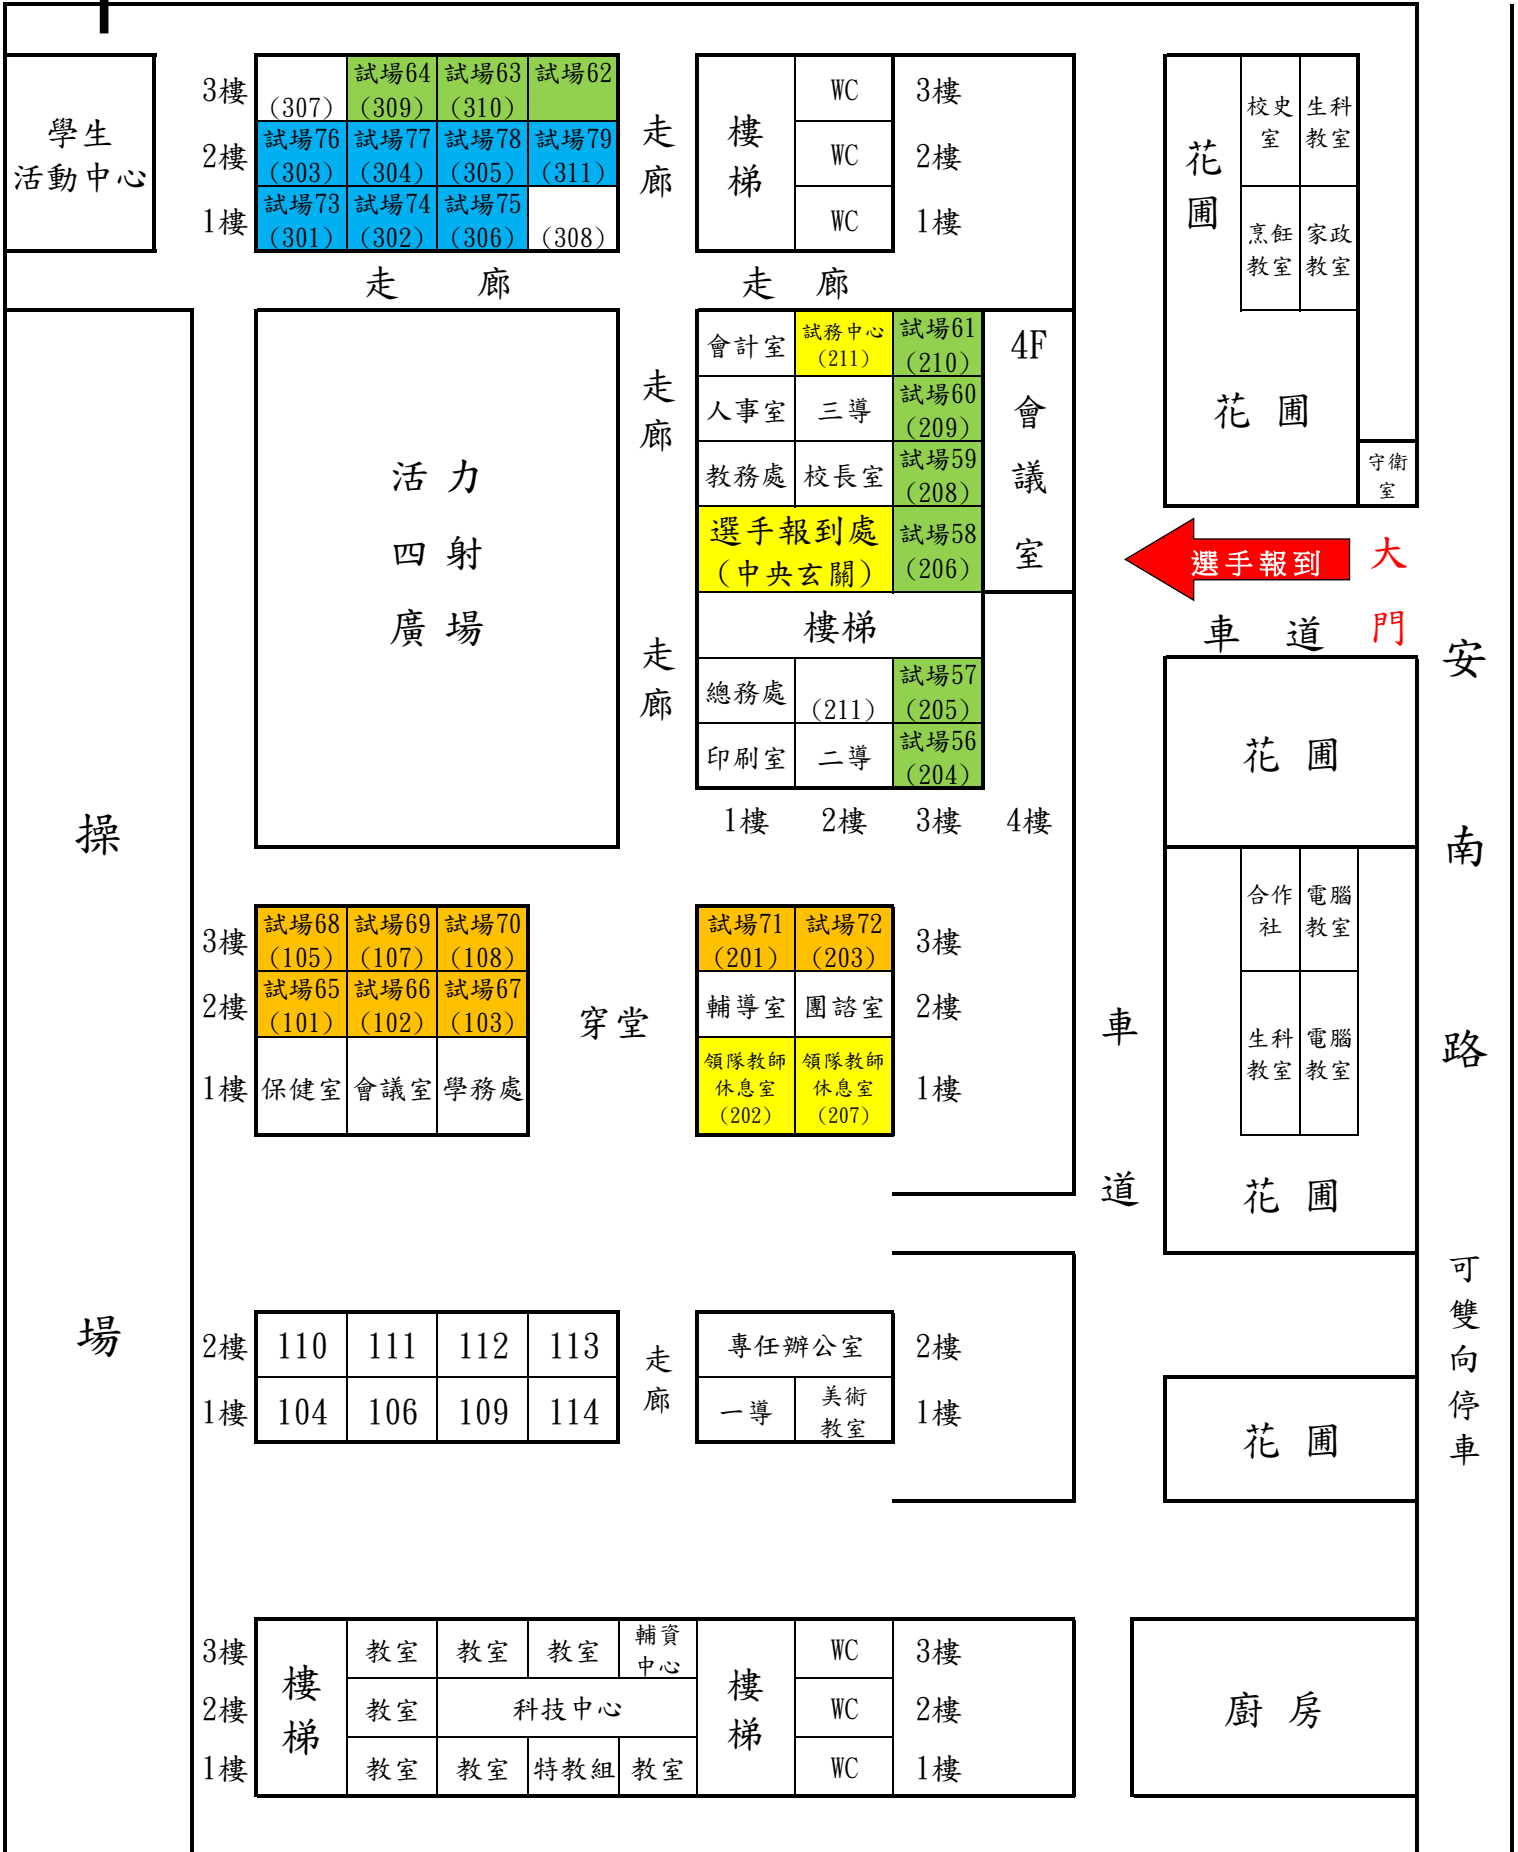 學生
活動中心
3樓
(307)
試場64
(309)
試場63
(310)
試場62
2樓
試場76
(303)
試場77
(304)
試場78
(305)
試場79
(311)
1樓
試場73
(301)
試場74
(302)
試場75
(306)
(308)
走廊
樓梯
WC
3樓
WC
2樓
WC
1樓
花圃
校史室
生科教室
烹飪教室
家政教室
花圃
守衛室
走廊
走廊
操場
活力
四射
廣場
走廊
走廊
會計室
試務中心
(211)
試場61
(210)
人事室
三導
試場60
(209)
教務處
校長室
試場59
(208)
選手報到處
(中央玄關)
試場58
(206)
4F
會議室
樓梯
總務處
(211)
試場57
(205)
印刷室
二導
試場56
(204)
1樓
2樓
3樓
4樓
選手報到
大門
車道
安南路
花圃
3樓
試場68
(105)
試場69
(107)
試場70
(108)
2樓
試場65
(101)
試場66
(102)
試場67
(103)
1樓
保健室
會議室
學務處
穿堂
試場71
(201)
試場72
(203)
3樓
輔導室
團諮室
2樓
領隊教師
休息室
(202)
領隊教師
休息室
(207)
1樓
車道
合作社
電腦教室
生科教室
電腦教室
花圃
可雙向停車
2樓
110
111
112
113
1樓
104
106
109
114
走廊
專任辦公室
2樓
一導
美術教室
1樓
花圃
3樓
樓梯
教室
教室
教室
輔資中心
樓梯
WC
3樓
2樓
教室
科技中心
WC
2樓
1樓
教室
教室
特教組
教室
WC
1樓
廚房